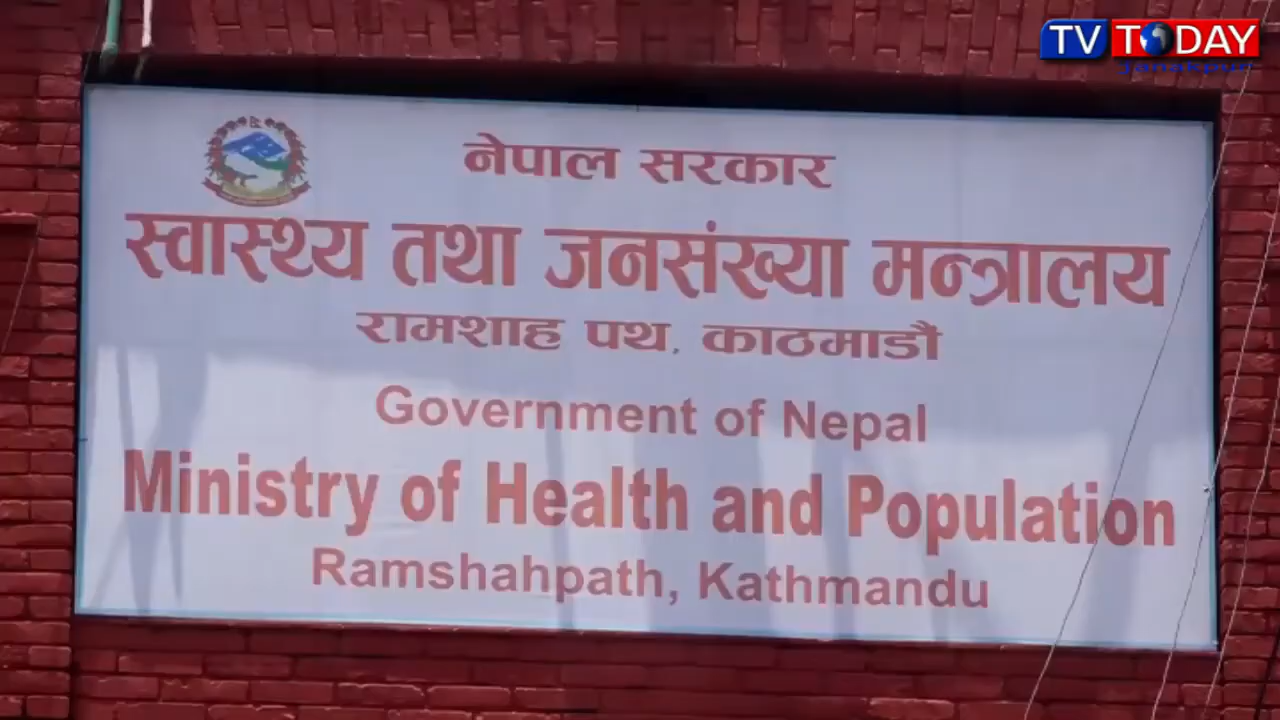 TV TODAY
Janakpur
नेपाल सरकार
स्वास्थ्य तथा जनसंख्या मन्त्रालय
रामशाह पथ, काठमाडौं
Government of Nepal
Ministry of Health and Population
Ramshahpath, Kathmandu